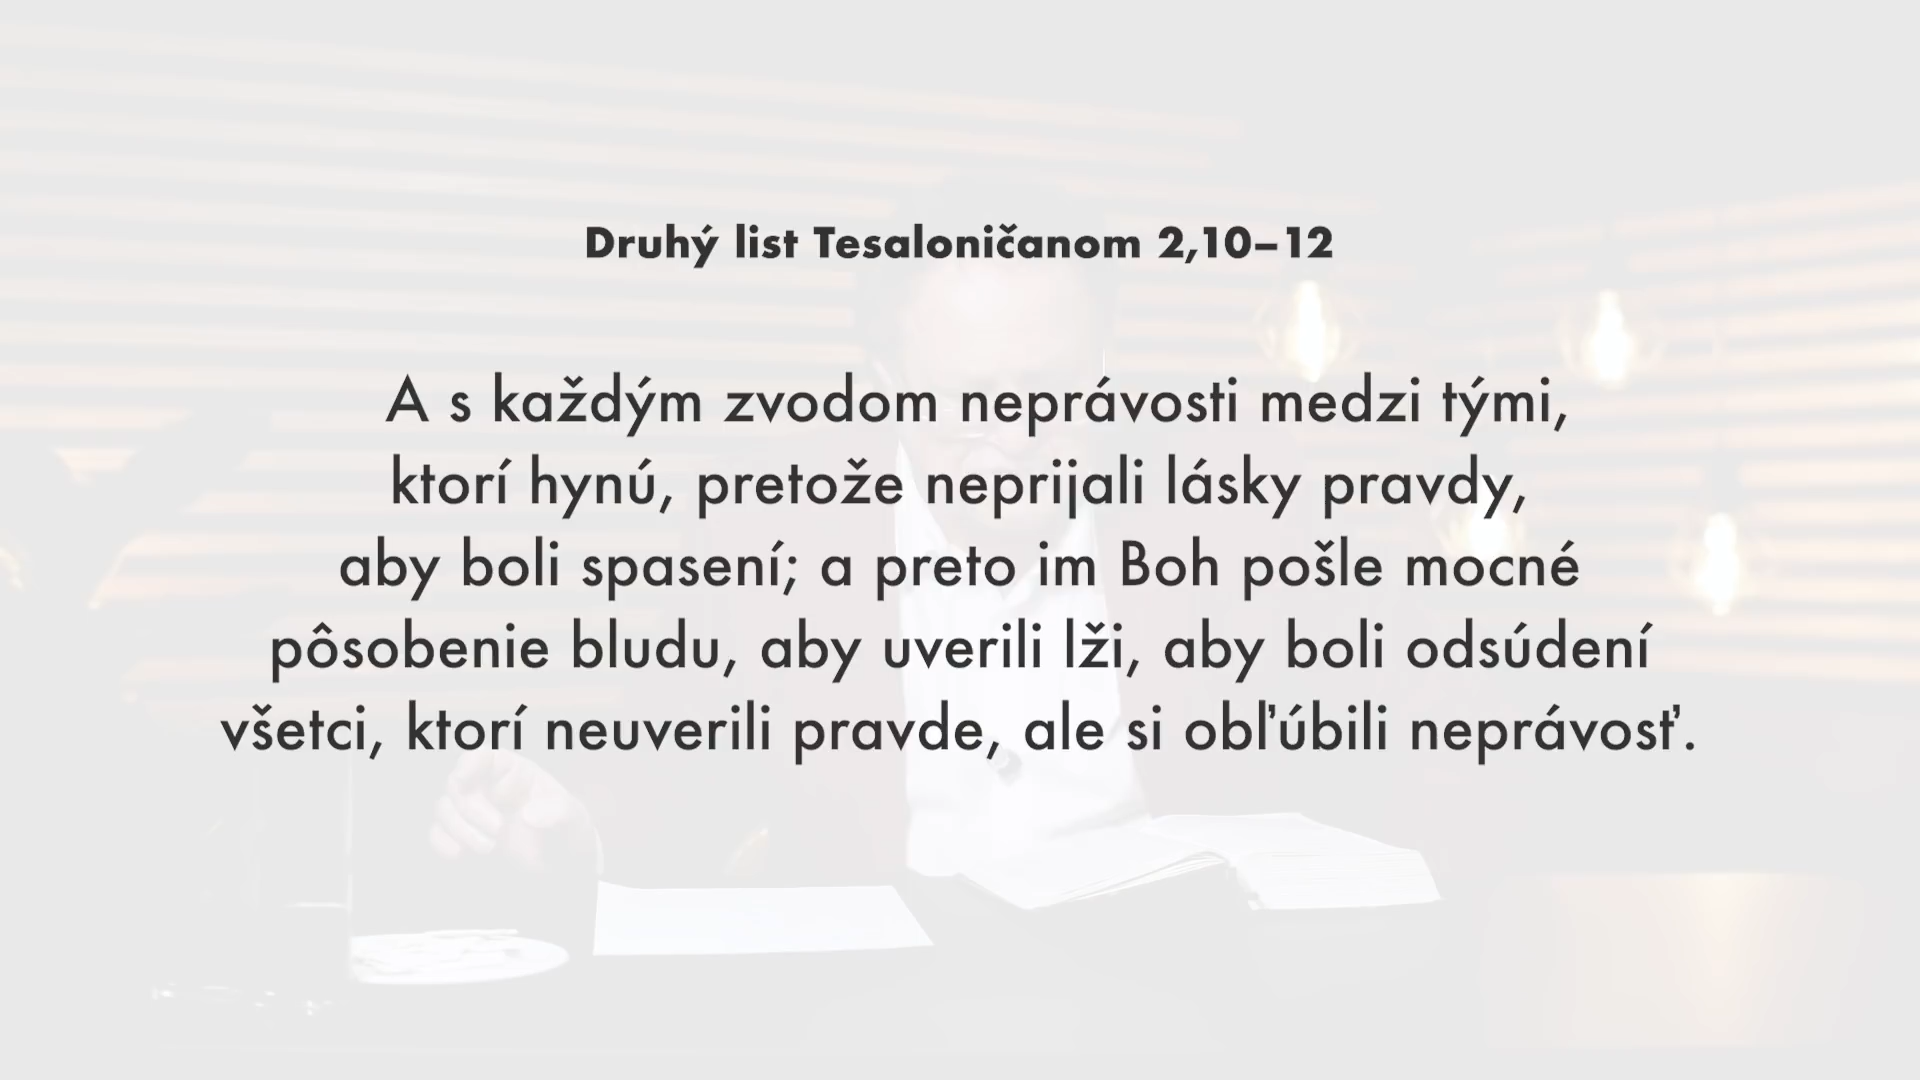 Druhý list Tesaloničanom 2,10–12
A s každým zvodom neprávosti medzi tými,
ktorí hynú, pretože neprijali lásky pravdy,
aby boli spasení; a preto im Boh pošle mocné
pôsobenie bludu, aby uverili lži, aby boli odsúdení
všetci, ktorí neuverili pravde, ale si obľúbili neprávosť.